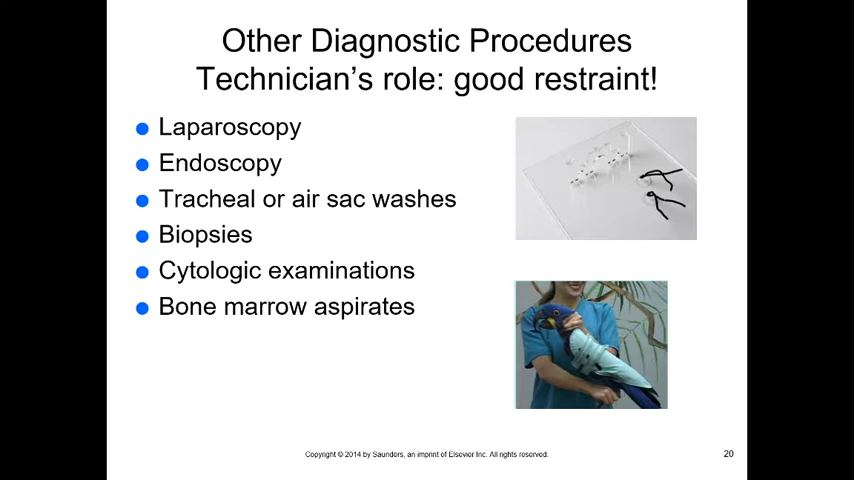 Other Diagnostic Procedures
Technician's role: good restraint!
Laparoscopy
Endoscopy
Tracheal or air sac washes
Biopsies
Cytologic examinations
Bone marrow aspirates
Copyright © 2014 by Saunders, an imprint of Elsevier Inc. All rights reserved.
20